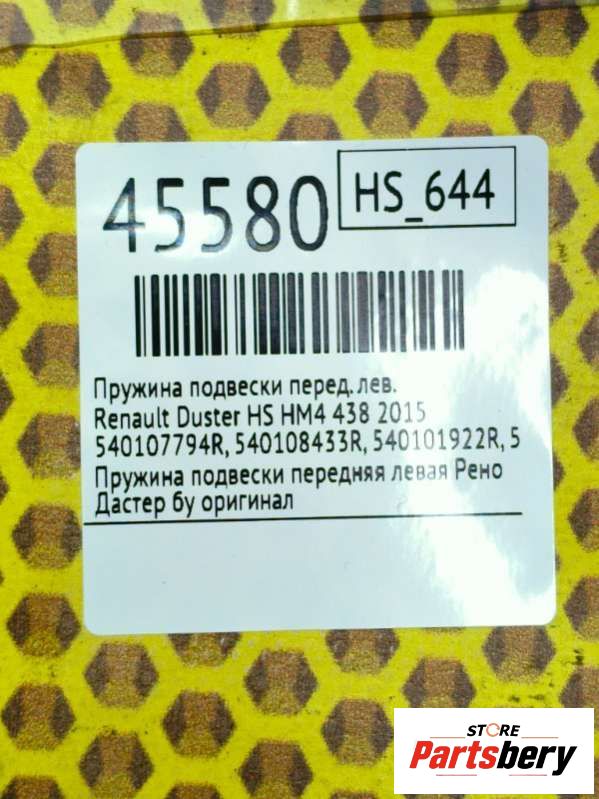 45580
HS_644
Пружина подвески перед. лев.
Renault Duster HS HM4 438 2015
540107794R, 540108433R, 540101922R, 5
Пружина подвески передняя левая Рено
Дастер бу оригинал
STORE
Partsbery